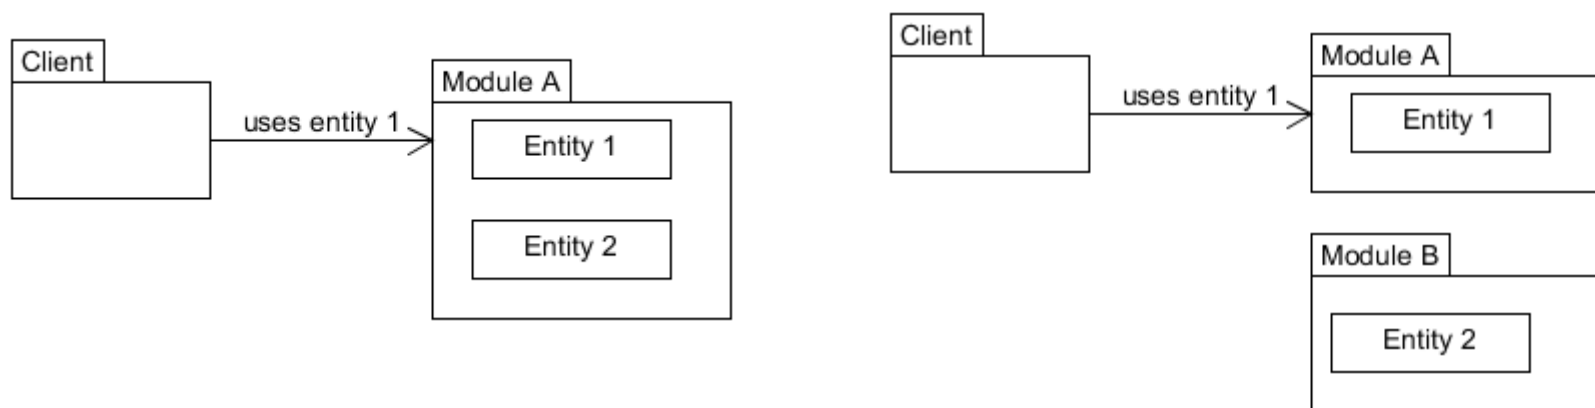 Client
uses entity 1
Module A
Entity 1
Entity 2
Client
uses entity 1
Module A
Entity 1
Module B
Entity 2